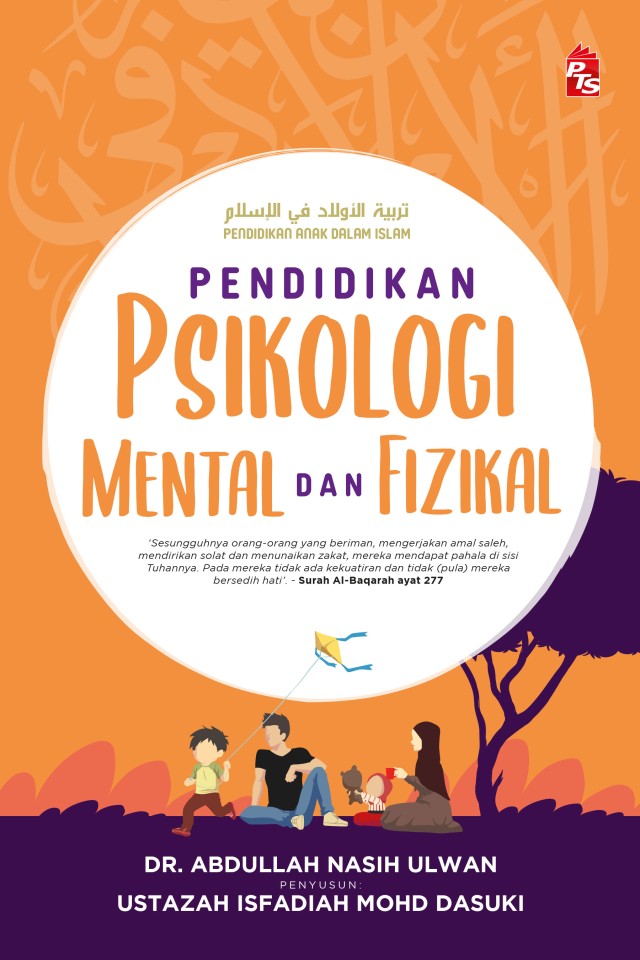 PTS
تربية الأولاد في الإسلام
PENDIDIKAN ANAK DALAM ISLAM
PENDIDIKAN
PSIKOLOGI
MENTAL DAN FIZIKAL
'Sesungguhnya orang-orang yang beriman, mengerjakan amal saleh,
mendirikan solat dan menunaikan zakat, mereka mendapat pahala di sisi
Tuhannya. Pada mereka tidak ada kekuatiran dan tidak (pula) mereka
bersedih hati'. - Surah Al-Baqarah ayat 277
DR. ABDULLAH NASIH ULWAN
PENYUSUN:
USTAZAH ISFADIAH MOHD DASUKI